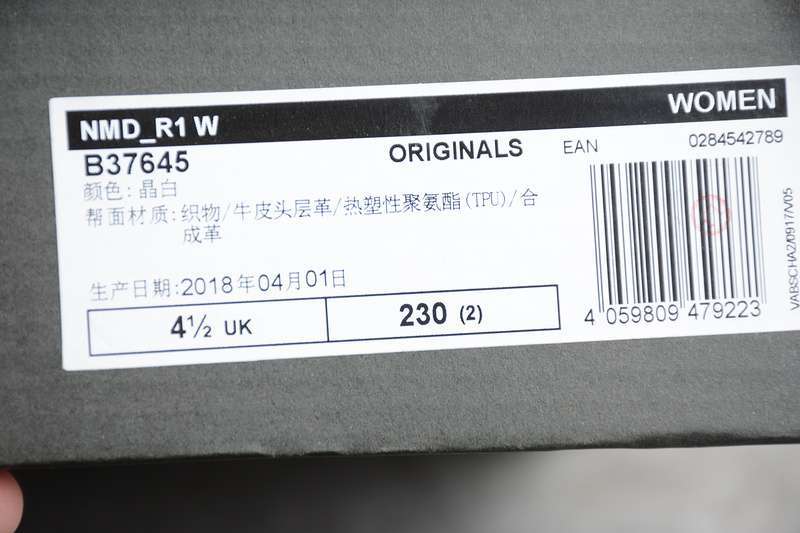 NMD_R1 W
WOMEN
B37645
ORIGINALS
EAN
0284542789
颜色: 晶白
帮面材质: 织物/牛皮头层革/热塑性聚氨酯(TPU)/合
成革
生产日期: 2018年04月01日
4½ UK
230 (2)
4 059809 479223
VABSCHA2/0917/V05